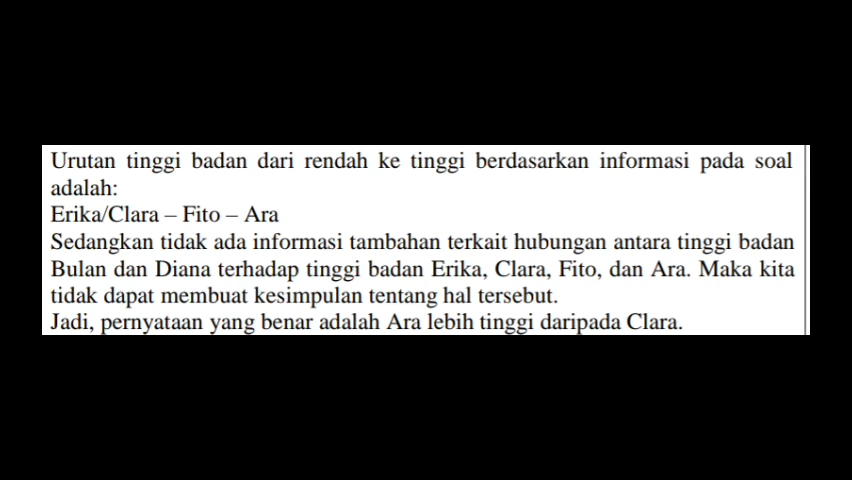 Urutan tinggi badan dari rendah ke tinggi berdasarkan informasi pada soal
adalah:
Erika/Clara – Fito – Ara
Sedangkan tidak ada informasi tambahan terkait hubungan antara tinggi badan
Bulan dan Diana terhadap tinggi badan Erika, Clara, Fito, dan Ara. Maka kita
tidak dapat membuat kesimpulan tentang hal tersebut.
Jadi, pernyataan yang benar adalah Ara lebih tinggi daripada Clara.